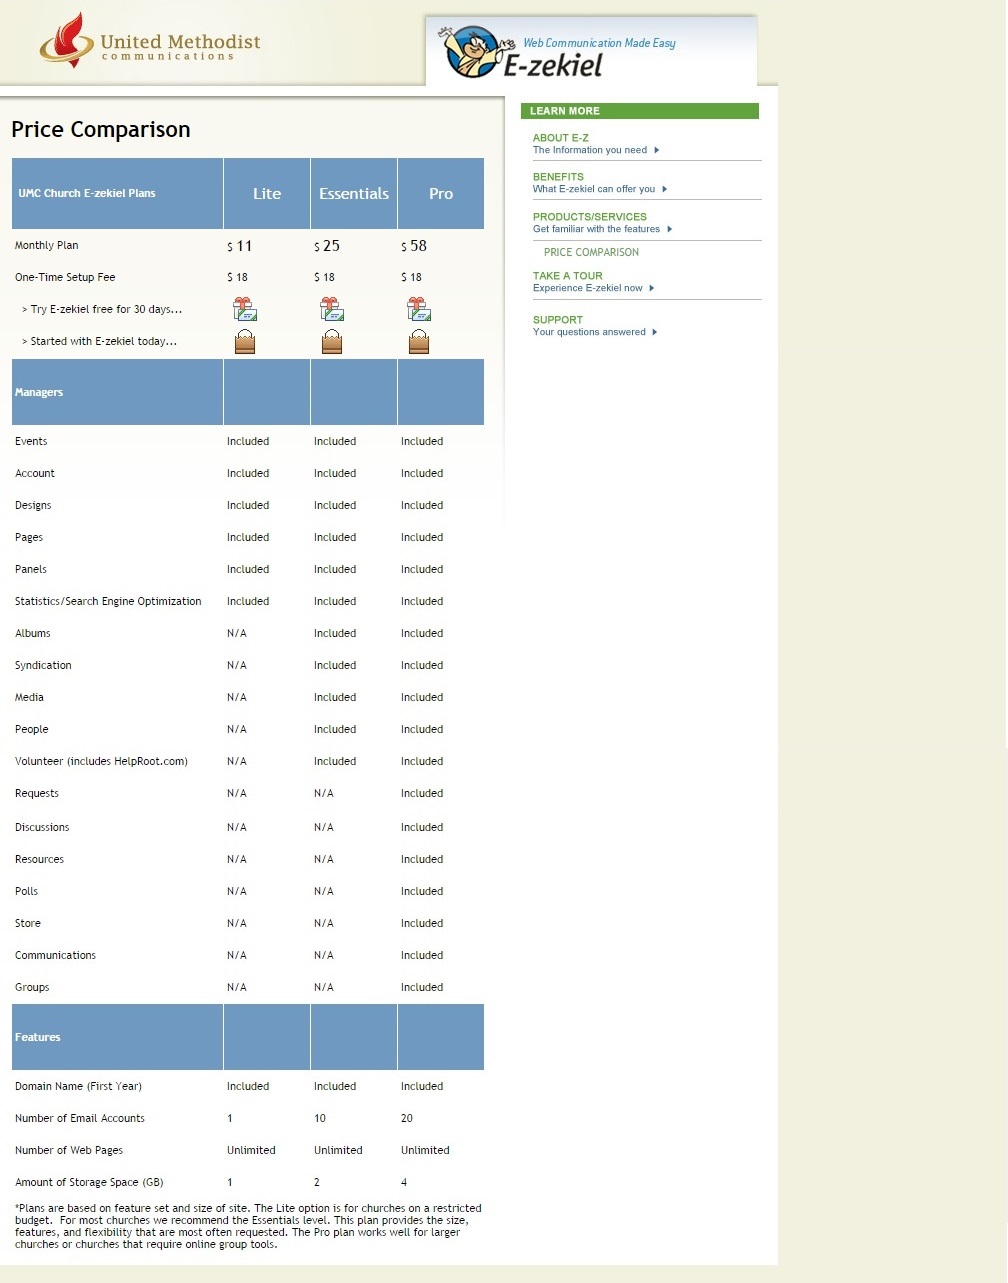 United Methodist
communications
Web Communication Made Easy
E-zekiel
Price Comparison
UMC Church E-zekiel Plans Lite Essentials Pro
Monthly Plan $ 11 $ 25 $ 58
One-Time Setup Fee $ 18 $ 18 $ 18
> Try E-zekiel free for 30 days...
> Started with E-zekiel today...
Managers
Events Included Included Included
Account Included Included Included
Designs Included Included Included
Pages Included Included Included
Panels Included Included Included
Statistics/Search Engine Optimization Included Included Included
Albums N/A Included Included
Syndication N/A Included Included
Media N/A Included Included
People N/A Included Included
Volunteer (includes HelpRoot.com) N/A Included Included
Requests N/A N/A Included
Discussions N/A N/A Included
Resources N/A N/A Included
Polls N/A N/A Included
Store N/A N/A Included
Communications N/A N/A Included
Groups N/A N/A Included
Features
Domain Name (First Year) Included Included Included
Number of Email Accounts 1 10 20
Number of Web Pages Unlimited Unlimited Unlimited
Amount of Storage Space (GB) 1 2 4
*Plans are based on feature set and size of site. The Lite option is for churches on a restricted
budget. For most churches we recommend the Essentials level. This plan provides the size,
features, and flexibility that are most often requested. The Pro plan works well for larger
churches or churches that require online group tools.
LEARN MORE
ABOUT E-Z
The Information you need
BENEFITS
What E-zekiel can offer you
PRODUCTS/SERVICES
Get familiar with the features
PRICE COMPARISON
TAKE A TOUR
Experience E-zekiel now
SUPPORT
Your questions answered